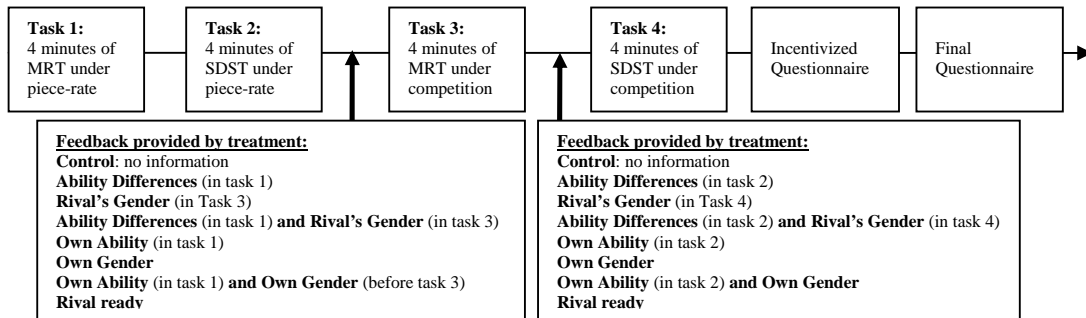 Task 1:
4 minutes of
MRT under
piece-rate
Task 2:
4 minutes of
SDST under
piece-rate
Task 3:
4 minutes of
MRT under
competition
Task 4:
4 minutes of
SDST under
competition
Incentivized
Questionnaire
Final
Questionnaire
Feedback provided by treatment:
Control: no information
Ability Differences (in task 1)
Rival's Gender (in Task 3)
Ability Differences (in task 1) and Rival's Gender (in task 3)
Own Ability (in task 1)
Own Gender
Own Ability (in task 1) and Own Gender (before task 3)
Rival ready
Feedback provided by treatment:
Control: no information
Ability Differences (in task 2)
Rival's Gender (in Task 4)
Ability Differences (in task 2) and Rival's Gender (in task 4)
Own Ability (in task 2)
Own Gender
Own Ability (in task 2) and Own Gender
Rival ready